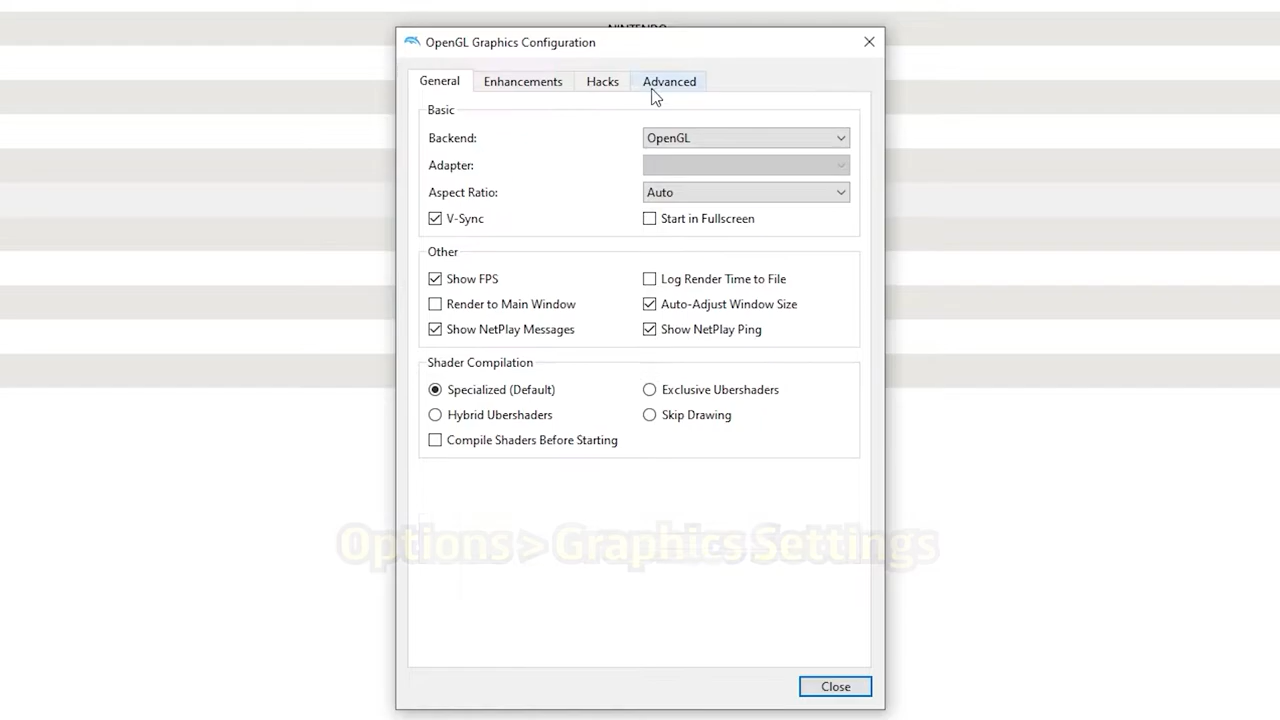 NINTENDO
OpenGL Graphics Configuration
General Enhancements Hacks Advanced
Basic
Backend: OpenGL
Adapter:
Aspect Ratio: Auto
V-Sync Start in Fullscreen
Other
Show FPS Log Render Time to File
Render to Main Window Auto-Adjust Window Size
Show NetPlay Messages Show NetPlay Ping
Shader Compilation
Specialized (Default) Exclusive Ubershaders
Hybrid Ubershaders Skip Drawing
Compile Shaders Before Starting
Options > Graphics Settings
Close